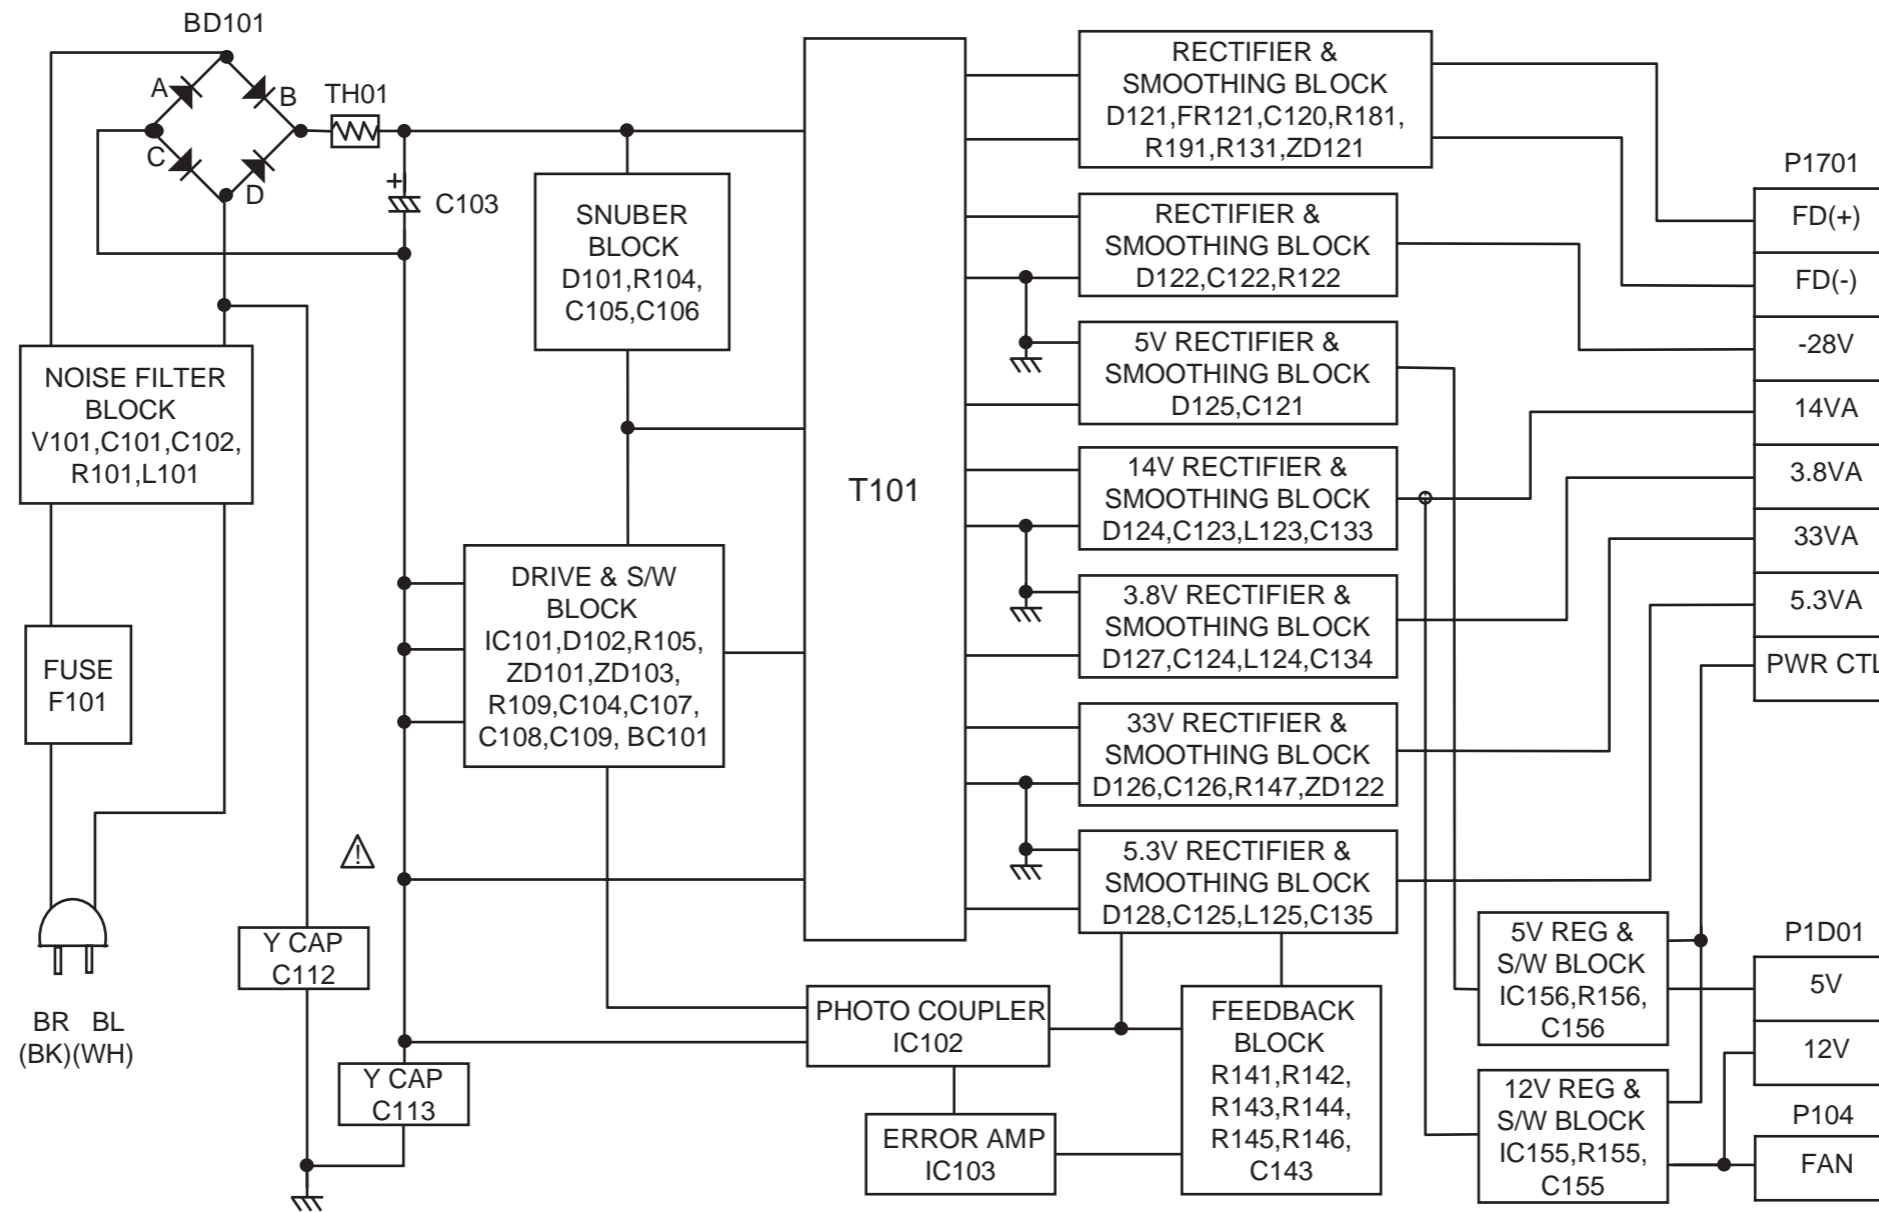 BD101
A
B
C
D
TH01
+
C103
NOISE FILTER
BLOCK
V101,C101,C102,
R101,L101
FUSE
F101
BR BL
(BK)(WH)
Y CAP
C112
Y CAP
C113
!
SNUBER
BLOCK
D101,R104,
C105,C106
DRIVE & S/W
BLOCK
IC101,D102,R105,
ZD101,ZD103,
R109,C104,C107,
C108,C109, BC101
T101
PHOTO COUPLER
IC102
ERROR AMP
IC103
RECTIFIER &
SMOOTHING BLOCK
D121,FR121,C120,R181,
R191,R131,ZD121
RECTIFIER &
SMOOTHING BLOCK
D122,C122,R122
5V RECTIFIER &
SMOOTHING BLOCK
D125,C121
14V RECTIFIER &
SMOOTHING BLOCK
D124,C123,L123,C133
3.8V RECTIFIER &
SMOOTHING BLOCK
D127,C124,L124,C134
33V RECTIFIER &
SMOOTHING BLOCK
D126,C126,R147,ZD122
5.3V RECTIFIER &
SMOOTHING BLOCK
D128,C125,L125,C135
FEEDBACK
BLOCK
R141,R142,
R143,R144,
R145,R146,
C143
5V REG &
S/W BLOCK
IC156,R156,
C156
12V REG &
S/W BLOCK
IC155,R155,
C155
P1701
FD(+)
FD(-)
-28V
14VA
3.8VA
33VA
5.3VA
PWR CTL
P1D01
5V
12V
P104
FAN